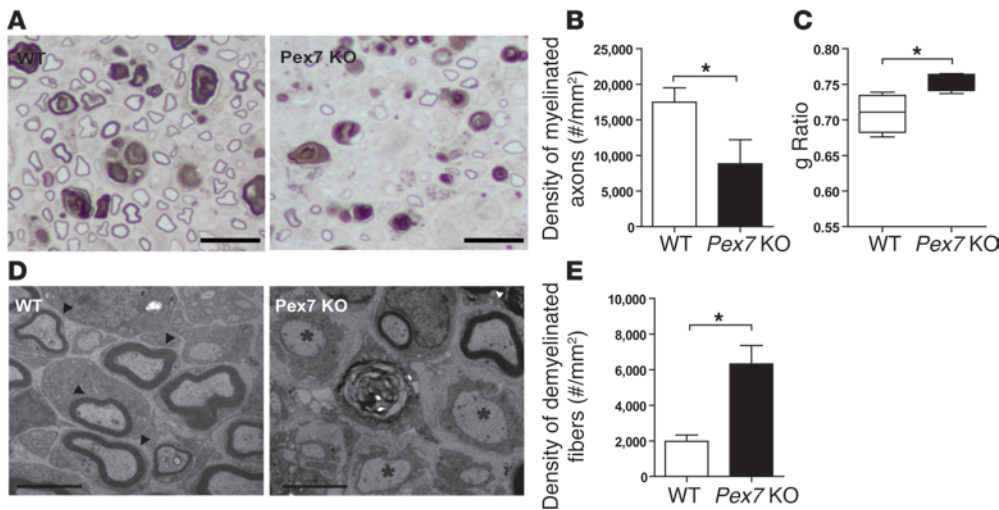 A
WT
Pex7 KO
B
Density of myelinated
axons (#/mm²)
25,000
20,000
15,000
10,000
5,000
0
*
WT
Pex7 KO
C
g Ratio
0.80
0.75
0.70
0.65
0.55
*
WT
Pex7 KO
D
WT
Pex7 KO
*
*
*
*
E
Density of demyelinated
fibers (#/mm²)
10,000
8,000
6,000
4,000
2,000
0
*
WT
Pex7 KO